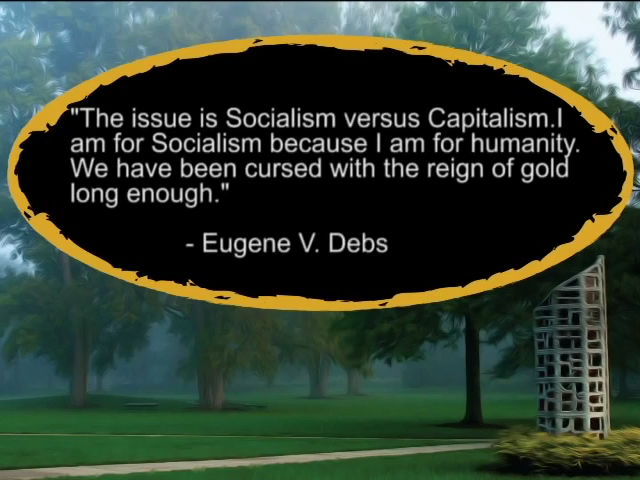 "The issue is Socialism versus Capitalism.I
am for Socialism because I am for humanity.
We have been cursed with the reign of gold
long enough."
- Eugene V. Debs